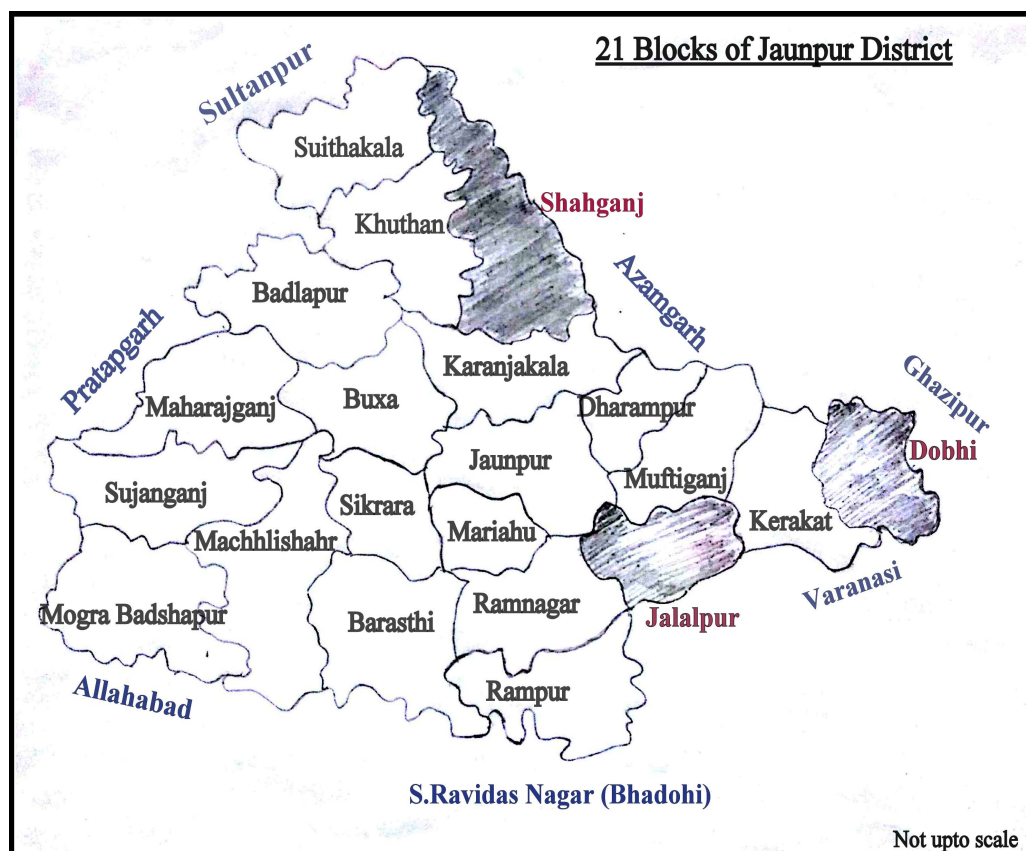 21 Blocks of Jaunpur District
Sultanpur
Suithakala
Shahganj
Khuthan
Azamgarh
Badlapur
Pratapgarh
Karanjakala
Ghazipur
Maharajganj
Buxa
Dharampur
Dobhi
Jaunpur
Sujanganj
Sikrara
Muftiganj
Kerakat
Machhlishahr
Mariahu
Varanasi
Mogra Badshapur
Barasthi
Ramnagar
Jalalpur
Allahabad
Rampur
S.Ravidas Nagar (Bhadohi)
Not upto scale